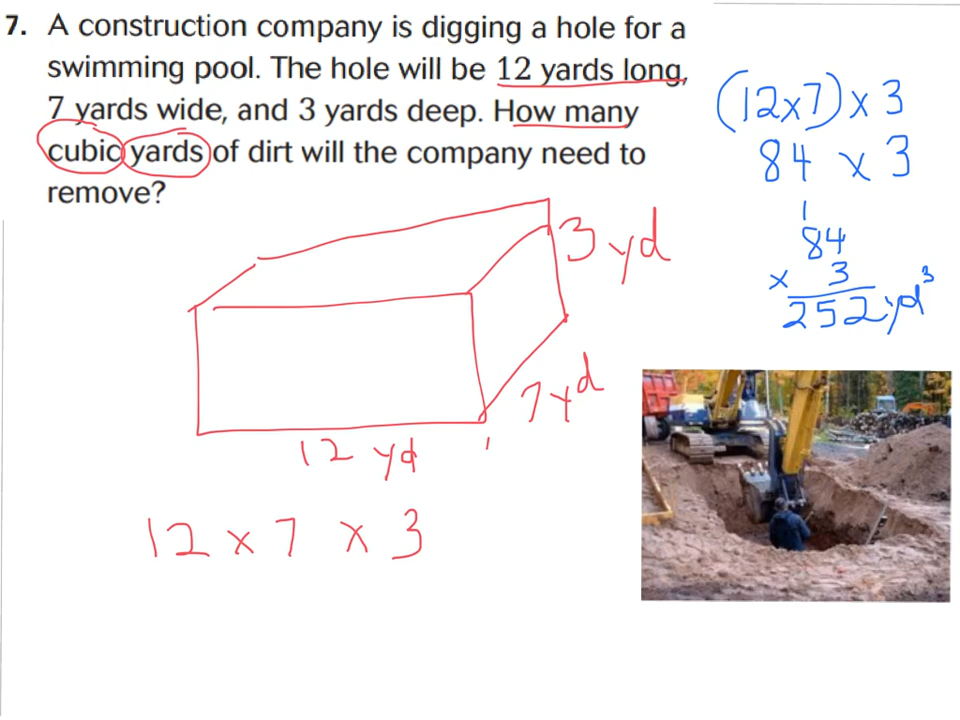 7. A construction company is digging a hole for a
swimming pool. The hole will be 12 yards long,
7 yards wide, and 3 yards deep. How many
cubic yards of dirt will the company need to
remove?
3 yd
7 yd
12 yd
12 x 7 x 3
(12x7) x 3
84 x 3
1
84
x 3
252 yd³